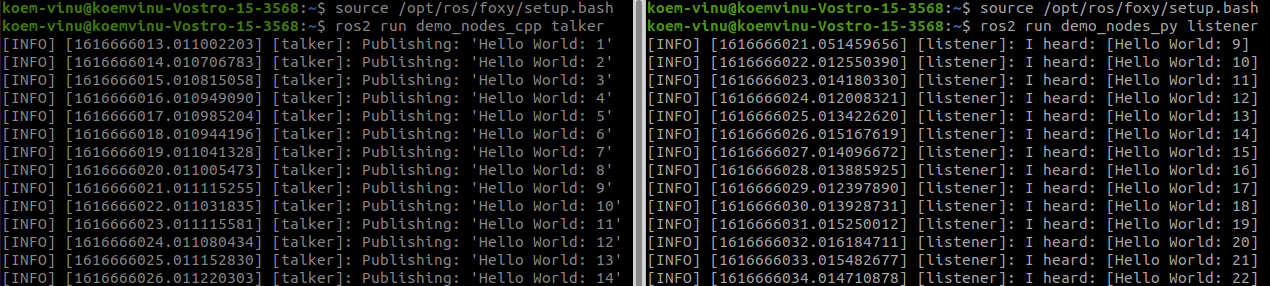 koem-vinu@koemvinu-Vostro-15-3568:~$ source /opt/ros/foxy/setup.bash
koem-vinu@koemvinu-Vostro-15-3568:~$ ros2 run demo_nodes_cpp talker
[INFO] [1616666013.011002203] [talker]: Publishing: 'Hello World: 1'
[INFO] [1616666014.010706783] [talker]: Publishing: 'Hello World: 2'
[INFO] [1616666015.010815058] [talker]: Publishing: 'Hello World: 3'
[INFO] [1616666016.010949090] [talker]: Publishing: 'Hello World: 4'
[INFO] [1616666017.010985204] [talker]: Publishing: 'Hello World: 5'
[INFO] [1616666018.010944196] [talker]: Publishing: 'Hello World: 6'
[INFO] [1616666019.011041328] [talker]: Publishing: 'Hello World: 7'
[INFO] [1616666020.011005473] [talker]: Publishing: 'Hello World: 8'
[INFO] [1616666021.011115255] [talker]: Publishing: 'Hello World: 9'
[INFO] [1616666022.011031835] [talker]: Publishing: 'Hello World: 10'
[INFO] [1616666023.011115581] [talker]: Publishing: 'Hello World: 11'
[INFO] [1616666024.011080434] [talker]: Publishing: 'Hello World: 12'
[INFO] [1616666025.011152830] [talker]: Publishing: 'Hello World: 13'
[INFO] [1616666026.011220303] [talker]: Publishing: 'Hello World: 14'
koem-vinu@koemvinu-Vostro-15-3568:~$ source /opt/ros/foxy/setup.bash
koem-vinu@koemvinu-Vostro-15-3568:~$ ros2 run demo_nodes_py listener
[INFO] [1616666021.051459656] [listener]: I heard: [Hello World: 9]
[INFO] [1616666022.012550390] [listener]: I heard: [Hello World: 10]
[INFO] [1616666023.014180330] [listener]: I heard: [Hello World: 11]
[INFO] [1616666024.012008321] [listener]: I heard: [Hello World: 12]
[INFO] [1616666025.013422620] [listener]: I heard: [Hello World: 13]
[INFO] [1616666026.015167619] [listener]: I heard: [Hello World: 14]
[INFO] [1616666027.014096672] [listener]: I heard: [Hello World: 15]
[INFO] [1616666028.013885925] [listener]: I heard: [Hello World: 16]
[INFO] [1616666029.012397890] [listener]: I heard: [Hello World: 17]
[INFO] [1616666030.013928731] [listener]: I heard: [Hello World: 18]
[INFO] [1616666031.015250012] [listener]: I heard: [Hello World: 19]
[INFO] [1616666032.016184711] [listener]: I heard: [Hello World: 20]
[INFO] [1616666033.015482677] [listener]: I heard: [Hello World: 21]
[INFO] [1616666034.014710878] [listener]: I heard: [Hello World: 22]